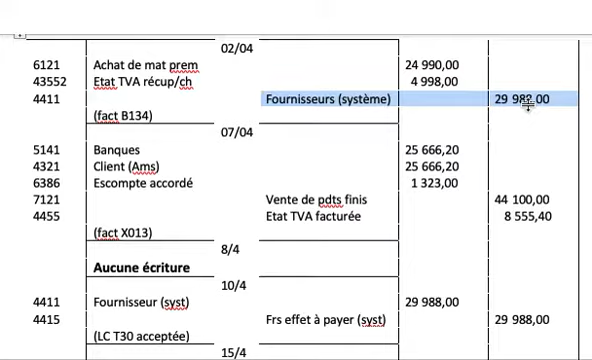 02/04
6121 Achat de mat prem 24 990,00
43552 Etat TVA récup/ch 4 998,00
4411 Fournisseurs (système) 29 988,00
(fact B134)
07/04
5141 Banques 25 666,20
4321 Client (Ams) 25 666,20
6386 Escompte accordé 1 323,00
7121 Vente de pdts finis 44 100,00
4455 Etat TVA facturée 8 555,40
(fact X013)
8/4
Aucune écriture
10/4
4411 Fournisseur (syst) 29 988,00
4415 Frs effet à payer (syst) 29 988,00
(LC T30 acceptée)
15/4